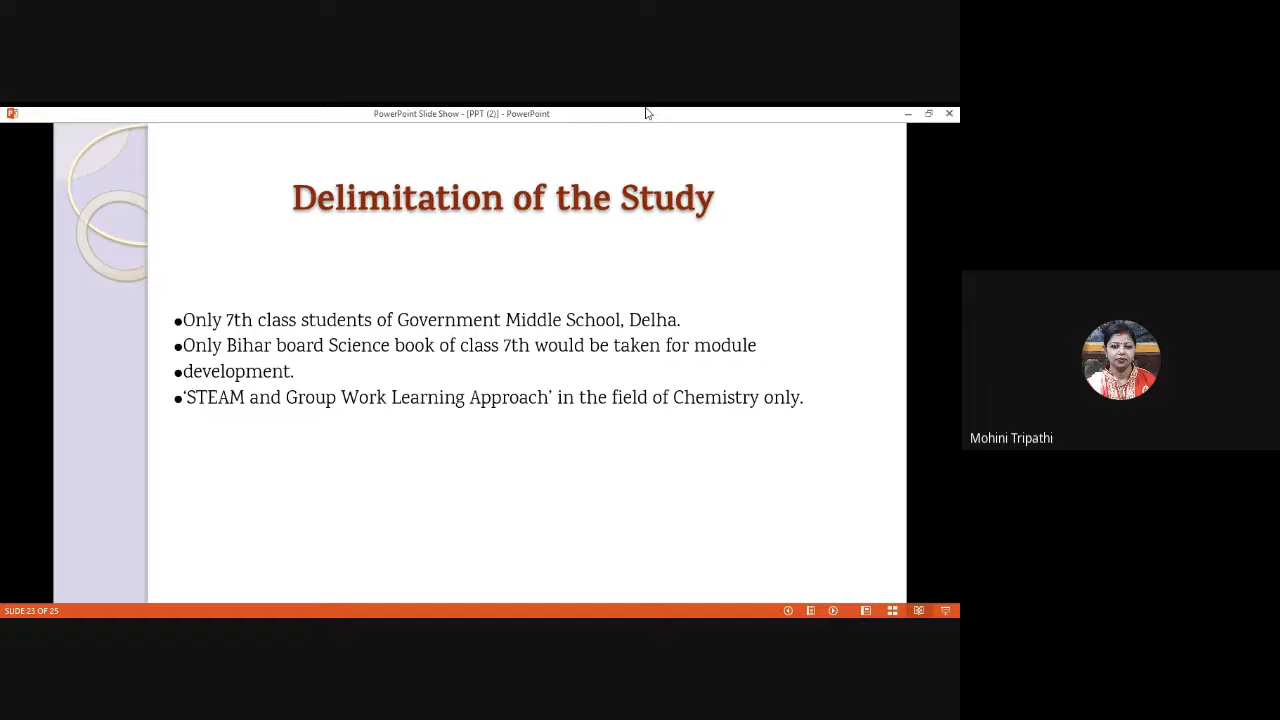 PowerPoint Slide Show - [PPT (2)] - PowerPoint
Delimitation of the Study
•Only 7th class students of Government Middle School, Delha.
•Only Bihar board Science book of class 7th would be taken for module
•development.
•‘STEAM and Group Work Learning Approach’ in the field of Chemistry only.
Mohini Tripathi
SLIDE 23 OF 25